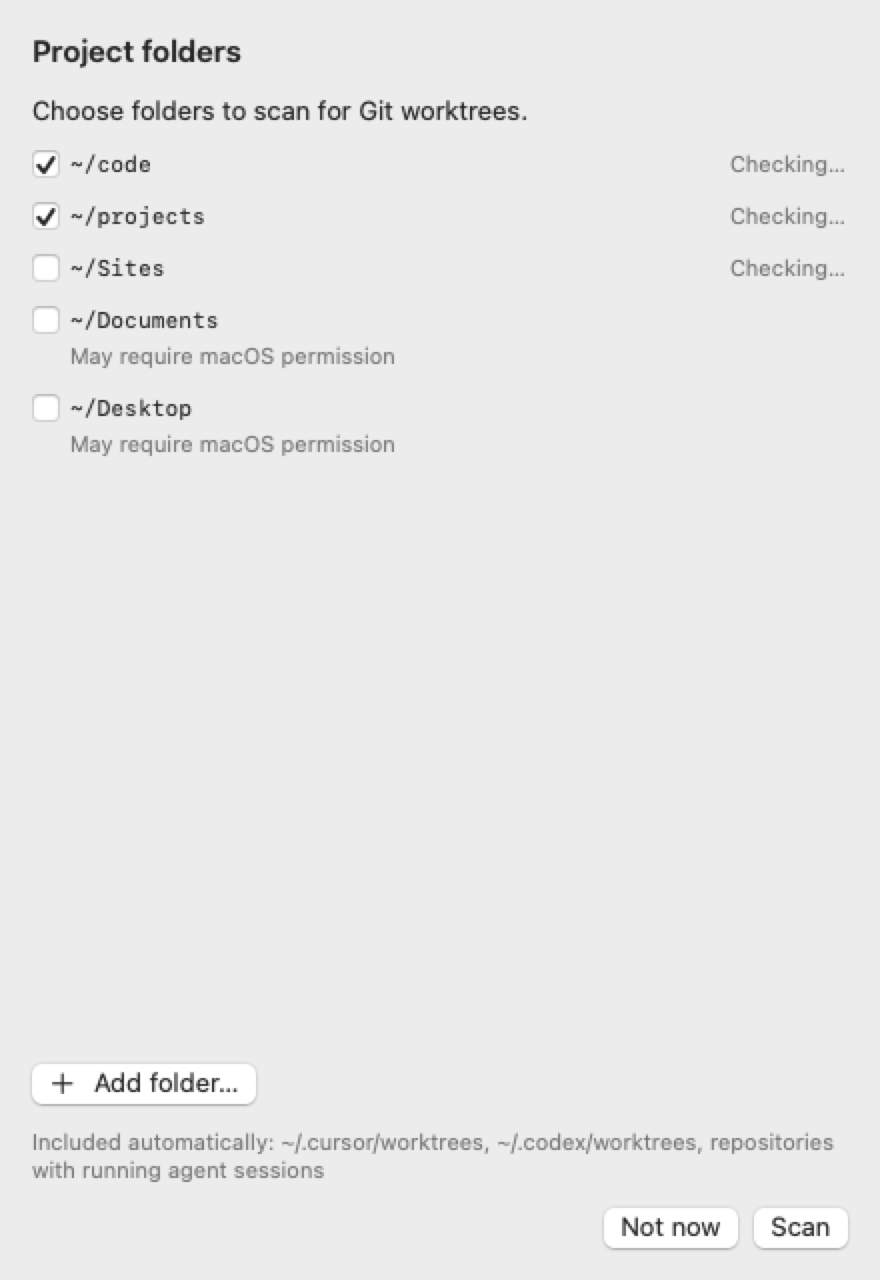 Project folders
Choose folders to scan for Git worktrees.
~/code Checking...
~/projects Checking...
~/Sites Checking...
~/Documents
May require macOS permission
~/Desktop
May require macOS permission
+ Add folder...
Included automatically: ~/.cursor/worktrees, ~/.codex/worktrees, repositories
with running agent sessions
Not now Scan